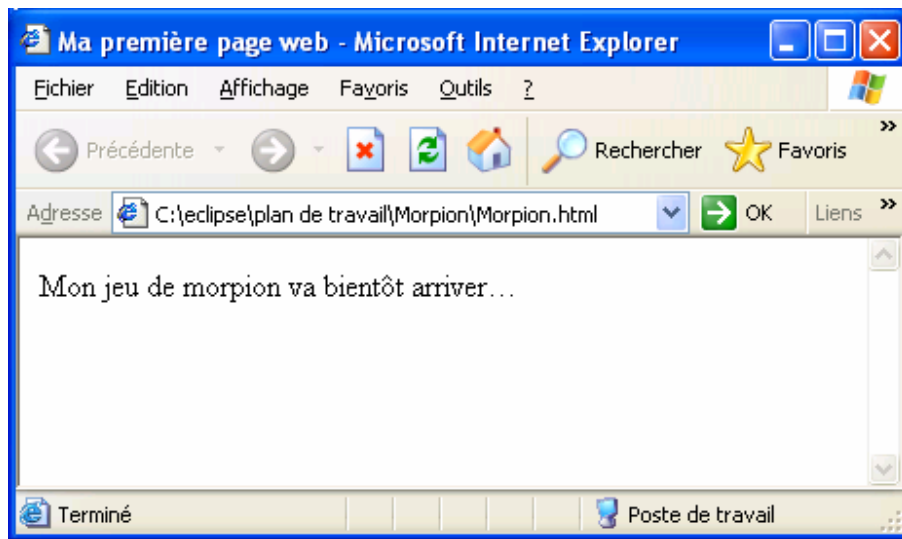 Ma première page web - Microsoft Internet Explorer
Fichier Edition Affichage Favoris Outils ?
Précédente Rechercher Favoris »
Adresse C:\eclipse\plan de travail\Morpion\Morpion.html OK Liens »
Mon jeu de morpion va bientôt arriver…
Terminé Poste de travail